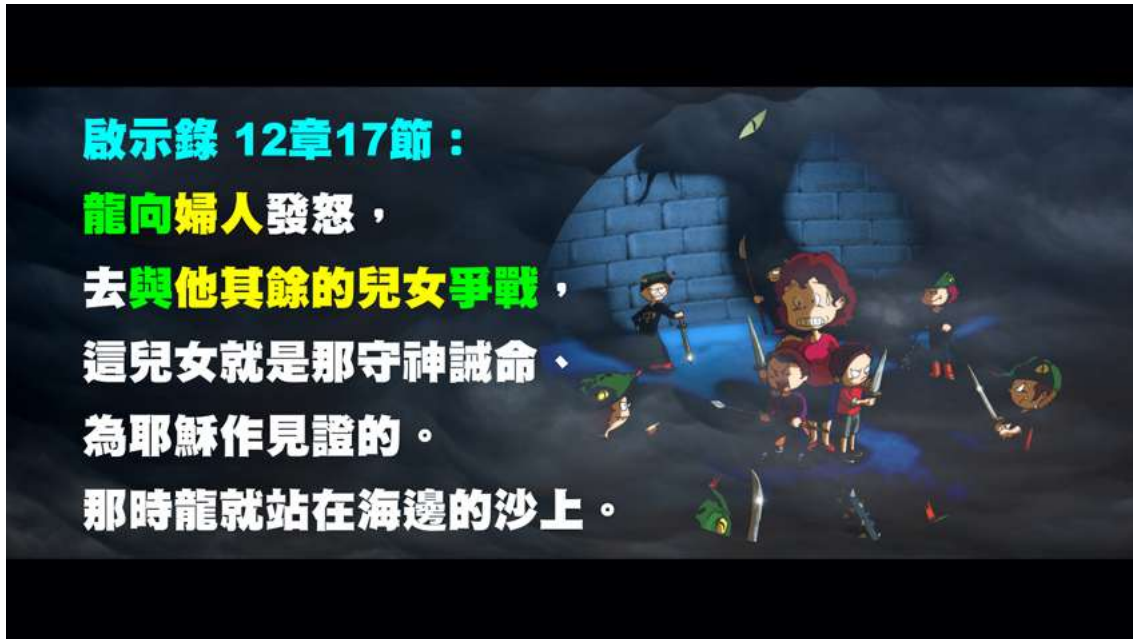 啟示錄 12章17節：
龍向婦人發怒，
去與他其餘的兒女爭戰，
這兒女就是那守神誡命、
為耶穌作見證的。
那時龍就站在海邊的沙上。